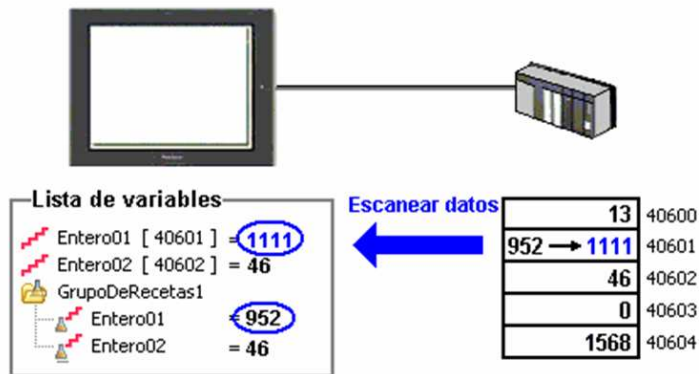 Lista de variables
Entero01 [ 40601 ] = 1111
Entero02 [ 40602 ] = 46
GrupoDeRecetas1
Entero01 = 952
Entero02 = 46
Escanear datos
13 40600
952 → 1111 40601
46 40602
0 40603
1568 40604